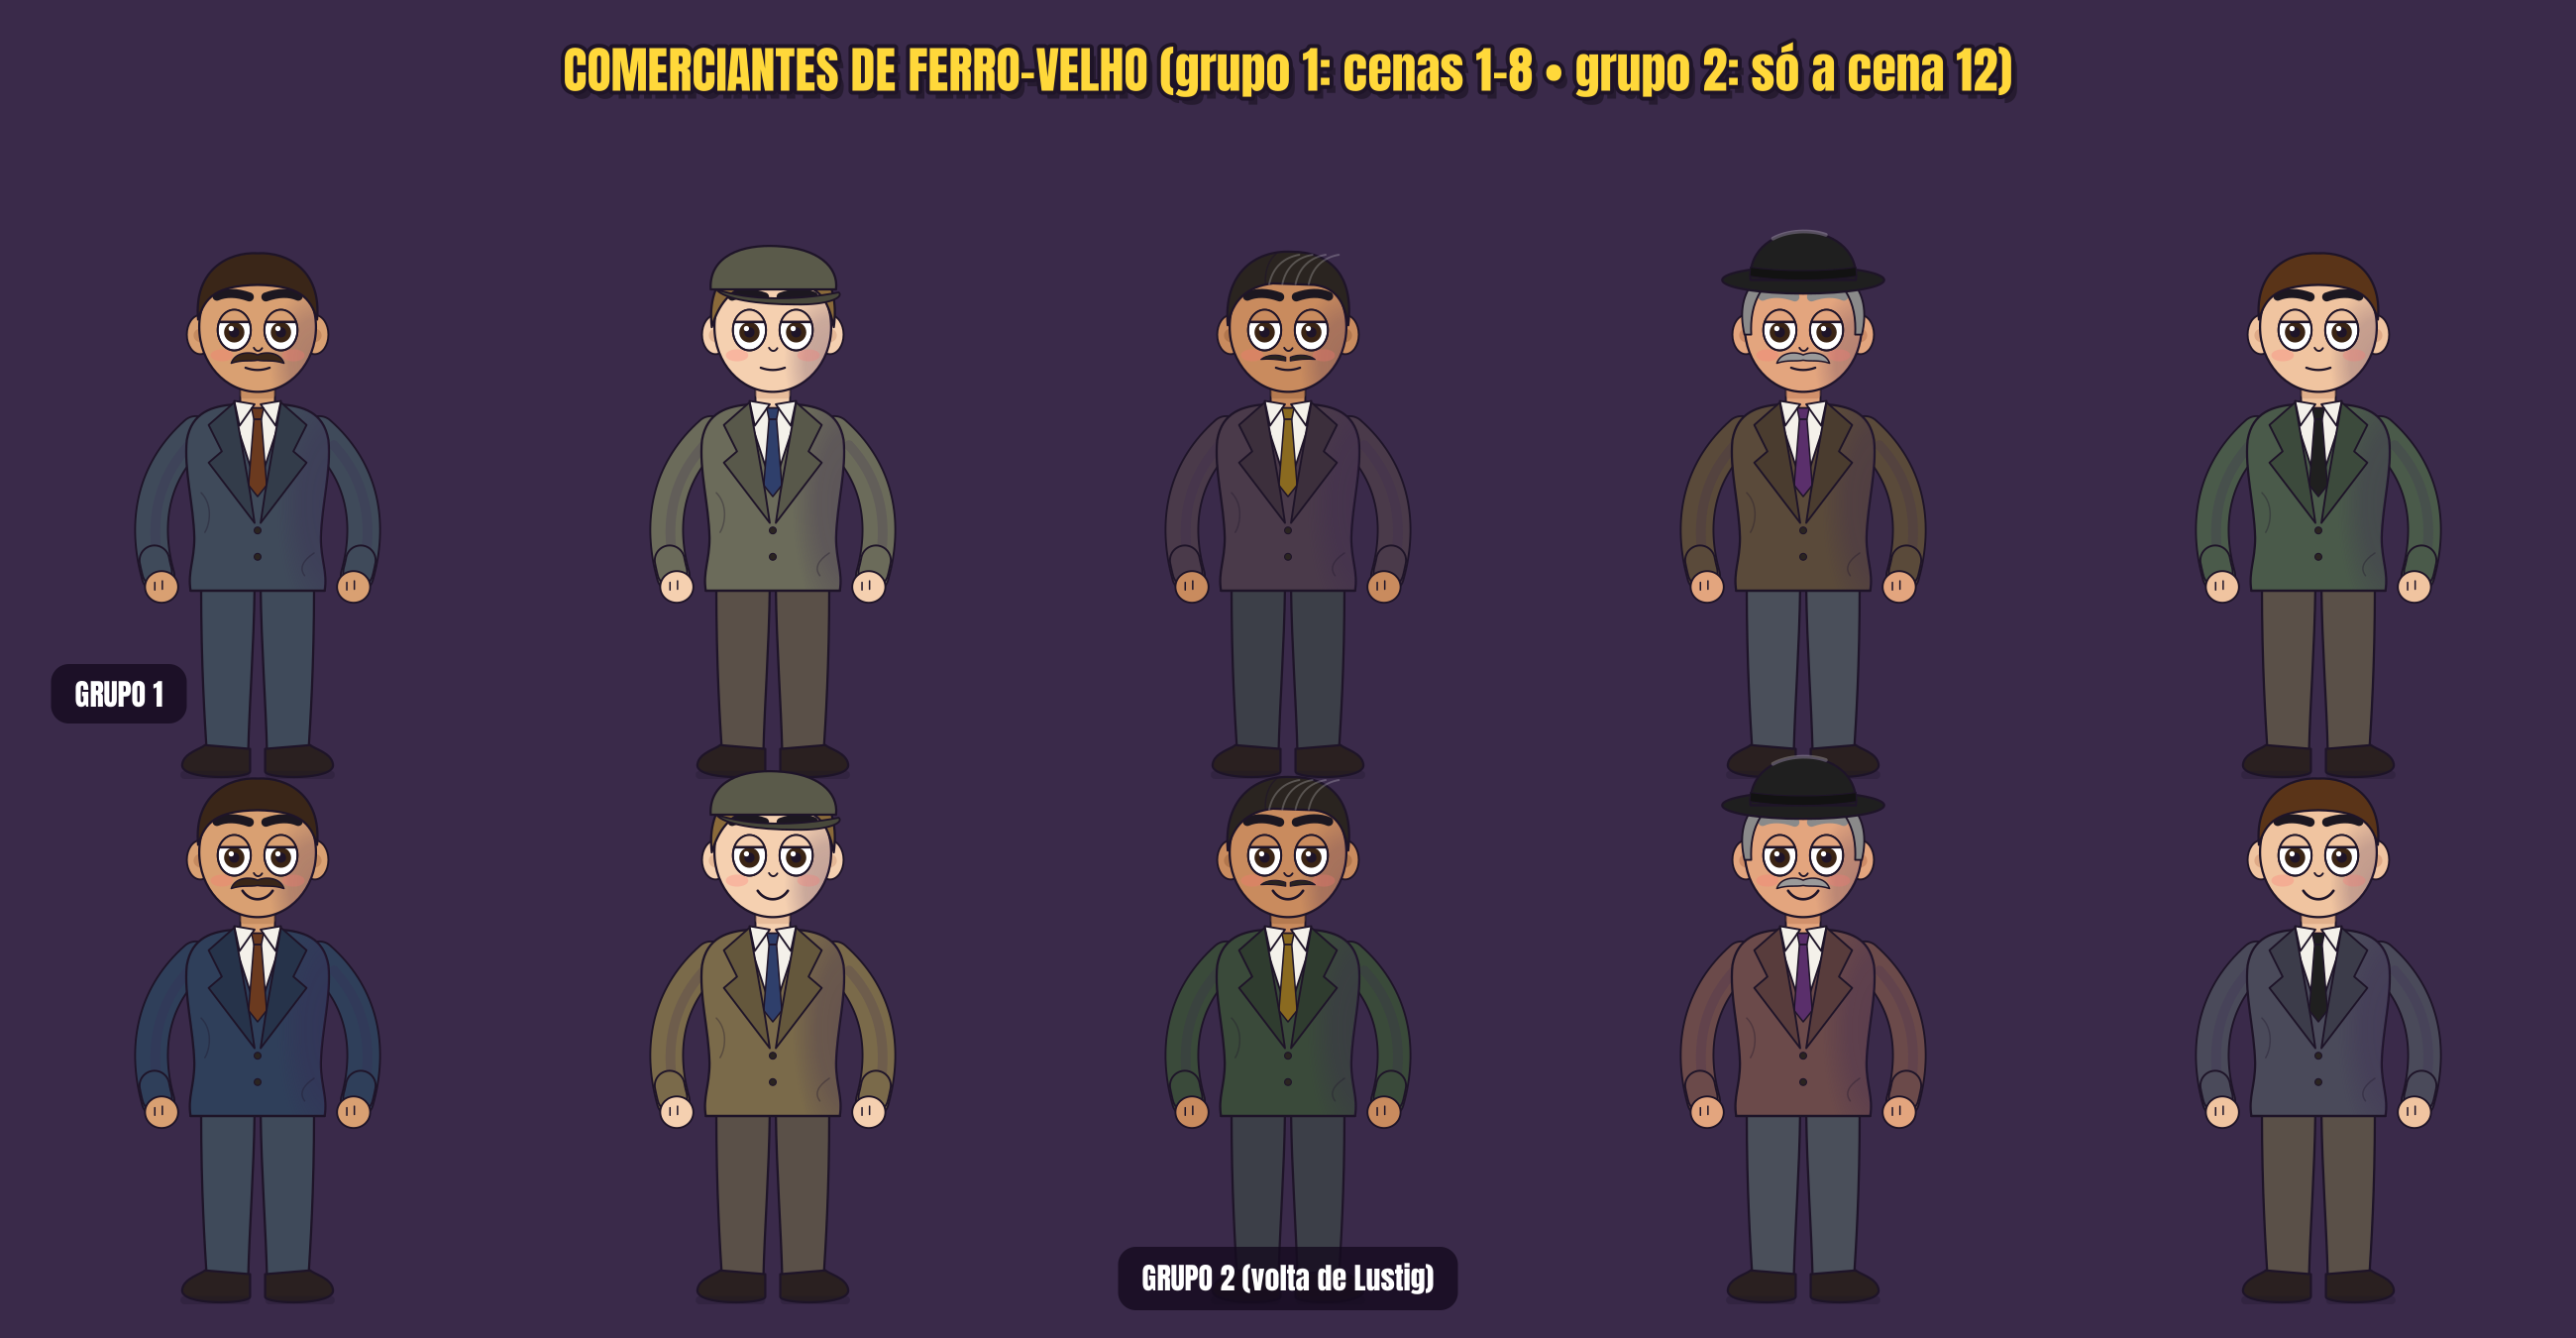 COMERCIANTES DE FERRO-VELHO (grupo 1: cenas 1-8 • grupo 2: só a cena 12)
GRUPO 1
GRUPO 2 (volta de Lustig)